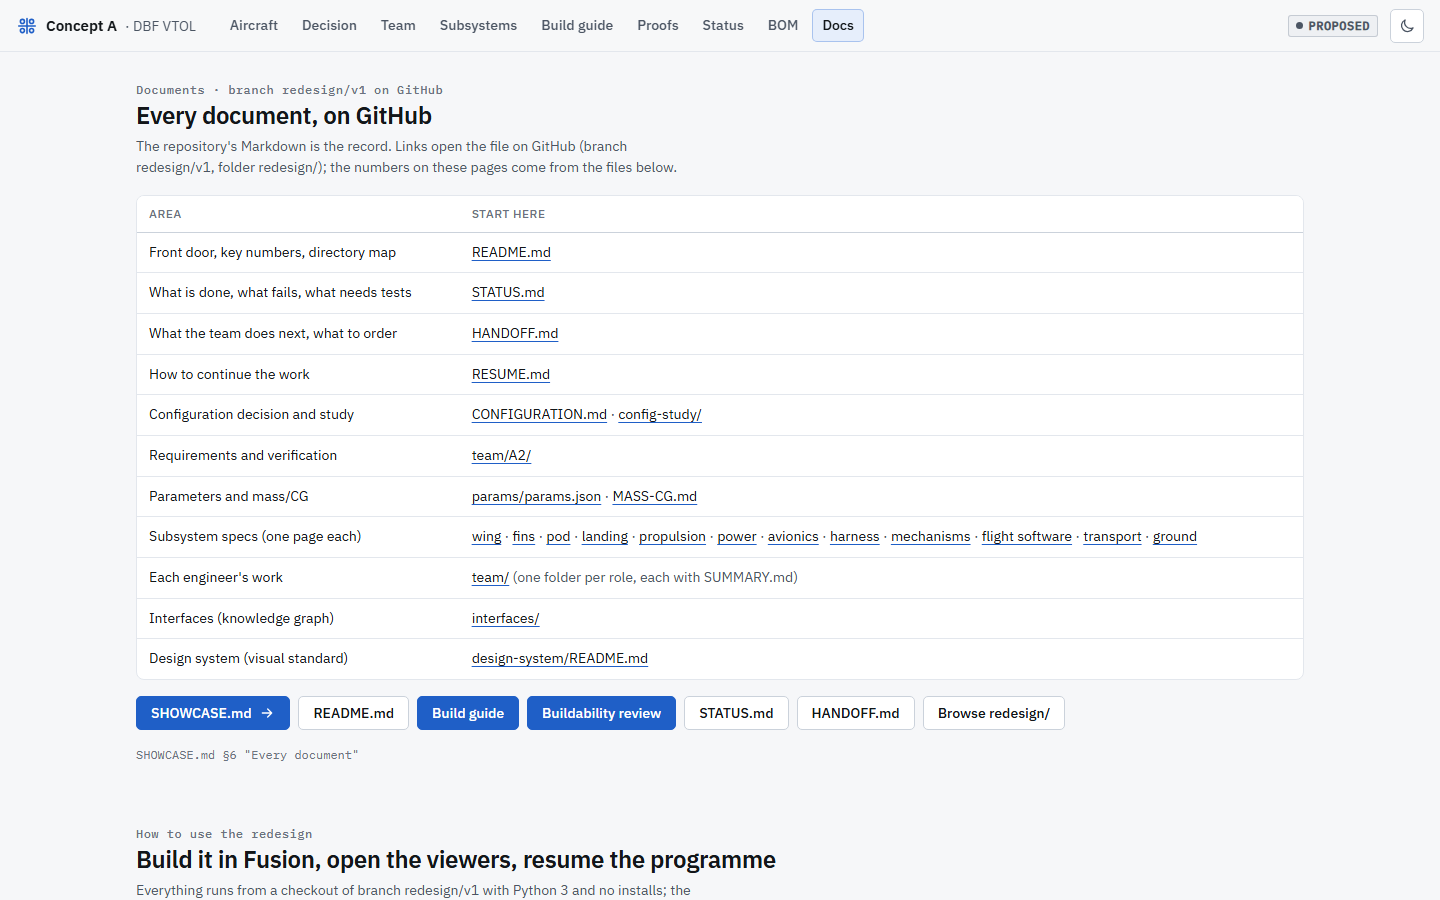 Concept A · DBF VTOL Aircraft Decision Team Subsystems Build guide Proofs Status BOM Docs PROPOSED
Documents · branch redesign/v1 on GitHub
Every document, on GitHub
The repository's Markdown is the record. Links open the file on GitHub (branch
redesign/v1, folder redesign/); the numbers on these pages come from the files below.
AREA START HERE
Front door, key numbers, directory map README.md
What is done, what fails, what needs tests STATUS.md
What the team does next, what to order HANDOFF.md
How to continue the work RESUME.md
Configuration decision and study CONFIGURATION.md · config-study/
Requirements and verification team/A2/
Parameters and mass/CG params/params.json · MASS-CG.md
Subsystem specs (one page each) wing · fins · pod · landing · propulsion · power · avionics · harness · mechanisms · flight software · transport · ground
Each engineer's work team/ (one folder per role, each with SUMMARY.md)
Interfaces (knowledge graph) interfaces/
Design system (visual standard) design-system/README.md
SHOWCASE.md → README.md Build guide Buildability review STATUS.md HANDOFF.md Browse redesign/
SHOWCASE.md §6 "Every document"
How to use the redesign
Build it in Fusion, open the viewers, resume the programme
Everything runs from a checkout of branch redesign/v1 with Python 3 and no installs; the